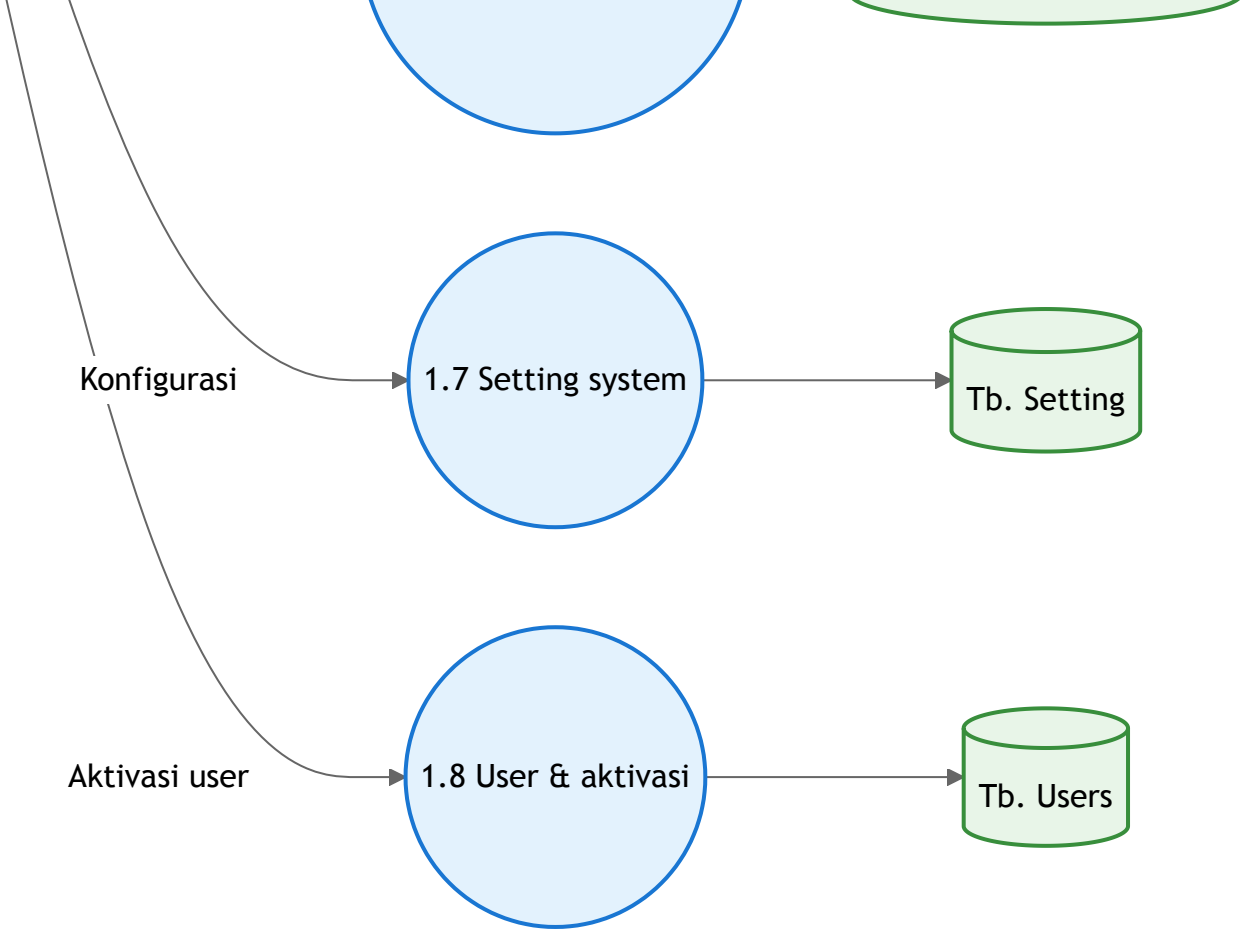 Konfigurasi
1.7 Setting system
Tb. Setting
Aktivasi user
1.8 User & aktivasi
Tb. Users